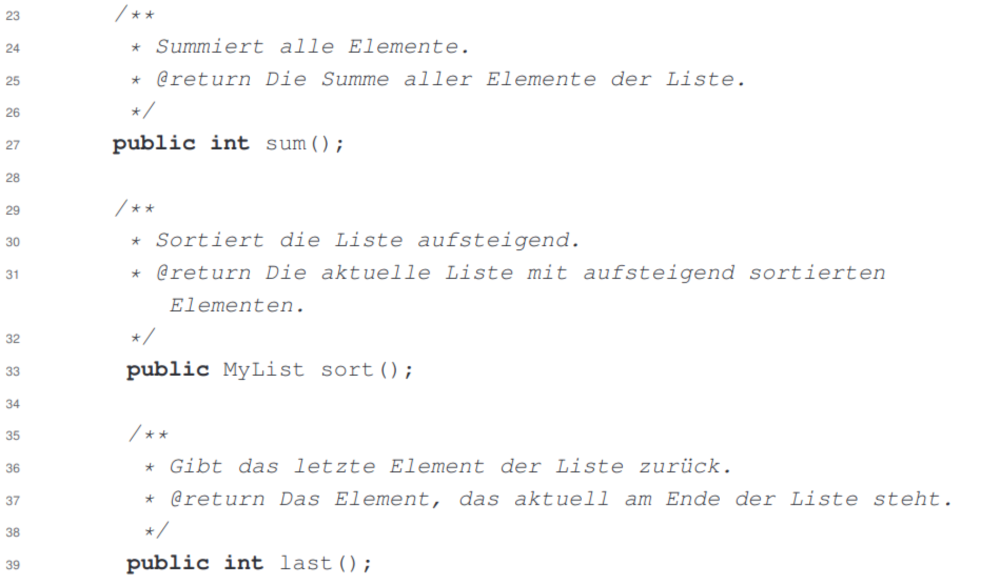 23 /**
24 * Summiert alle Elemente.
25 * @return Die Summe aller Elemente der Liste.
26 */
27 public int sum();
28
29 /**
30 * Sortiert die Liste aufsteigend.
31 * @return Die aktuelle Liste mit aufsteigend sortierten
Elementen.
32 */
33 public MyList sort();
34
35 /**
36 * Gibt das letzte Element der Liste zurück.
37 * @return Das Element, das aktuell am Ende der Liste steht.
38 */
39 public int last();